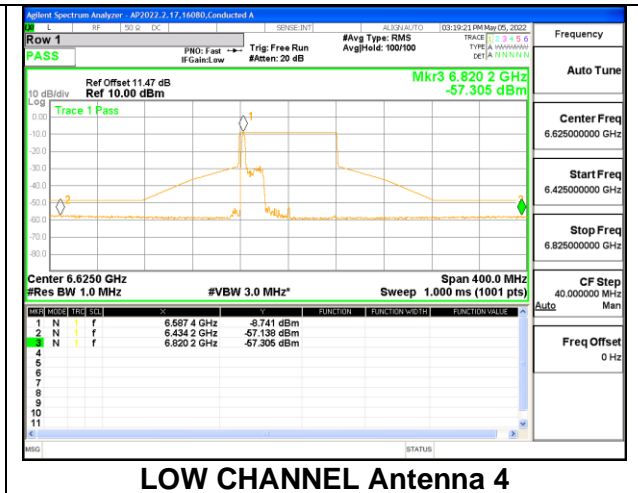 Agilent Spectrum Analyzer - AP2022.2.17,16080,Conducted A
L RF 50 Ω DC SENSE:INT ALIGN AUTO 03:19:21 PM May 05, 2022
Row 1
PASS
PNO: Fast
IFGain:Low
Trig: Free Run
#Atten: 20 dB
#Avg Type: RMS
Avg|Hold: 100/100
TRACE 1 2 3 4 5 6
TYPE A WWWWW
DET A N N N N N
Frequency
Auto Tune
Center Freq
6.625000000 GHz
Start Freq
6.425000000 GHz
Stop Freq
6.825000000 GHz
CF Step
40.000000 MHz
Auto Man
Freq Offset
0 Hz
Ref Offset 11.47 dB
10 dB/div Ref 10.00 dBm
Mkr3 6.820 2 GHz
-57.305 dBm
Log
Trace 1 Pass
0.00
-10.0
-20.0
-30.0
-40.0
-50.0
-60.0
-70.0
-80.0
1
2
3
Center 6.6250 GHz Span 400.0 MHz
#Res BW 1.0 MHz #VBW 3.0 MHz* Sweep 1.000 ms (1001 pts)
MKR MODE TRC SCL X Y FUNCTION FUNCTION WIDTH FUNCTION VALUE
1 N 1 f 6.587 4 GHz -8.741 dBm
2 N 1 f 6.434 2 GHz -57.138 dBm
3 N 1 f 6.820 2 GHz -57.305 dBm
4
5
6
7
8
9
10
11
MSG STATUS
LOW CHANNEL Antenna 4